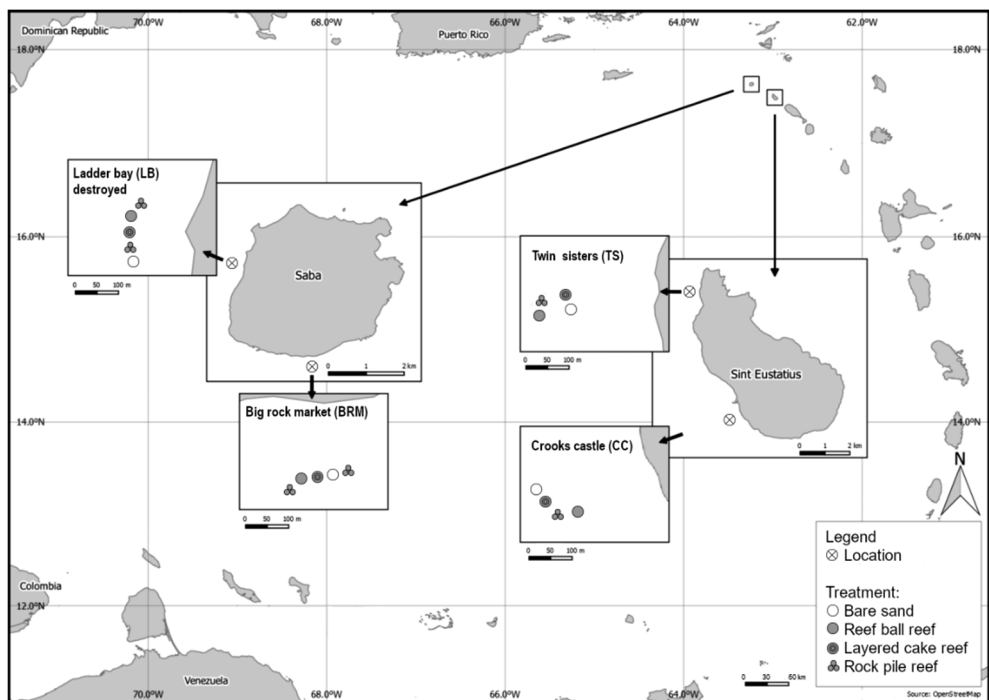 70.0°W
68.0°W
66.0°W
64.0°W
62.0°W
Dominican Republic
Puerto Rico
18.0°N
18.0°N
Ladder bay (LB)
destroyed
0 50 100 m
16.0°N
16.0°N
Saba
0 1 2 km
Twin sisters (TS)
0 50 100 m
Sint Eustatius
0 1 2 km
14.0°N
14.0°N
Big rock market (BRM)
0 50 100 m
Crooks castle (CC)
0 50 100 m
N
Legend
Location
Treatment:
Bare sand
Reef ball reef
Layered cake reef
Rock pile reef
Colombia
12.0°N
12.0°N
Venezuela
0 30 60 km
70.0°W
68.0°W
66.0°W
64.0°W
62.0°W
Source: OpenStreetMap